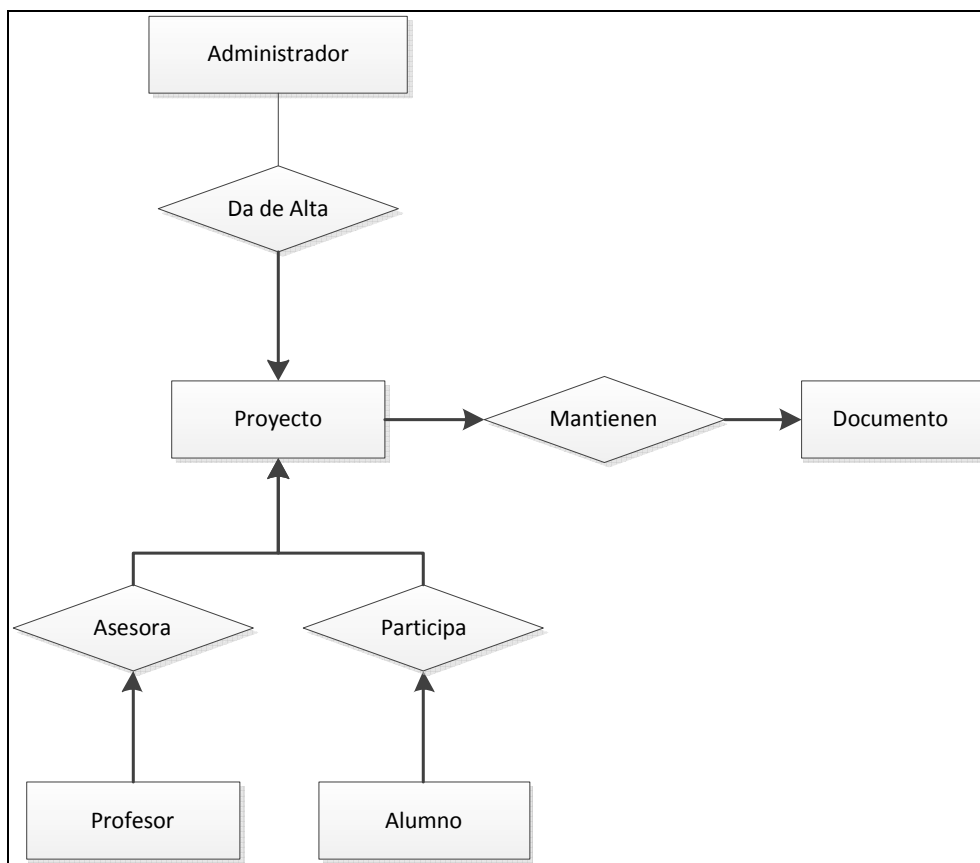 Administrador
Da de Alta
Proyecto
Mantienen
Documento
Asesora
Participa
Profesor
Alumno